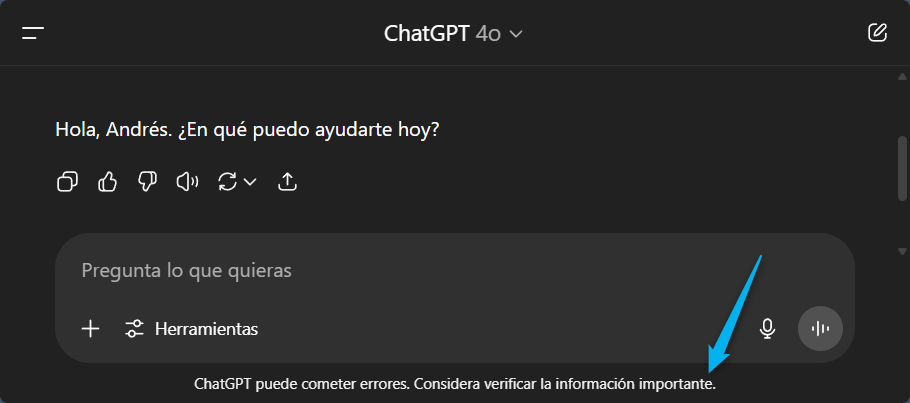 ChatGPT 4o
Hola, Andrés. ¿En qué puedo ayudarte hoy?
Pregunta lo que quieras
Herramientas
ChatGPT puede cometer errores. Considera verificar la información importante.